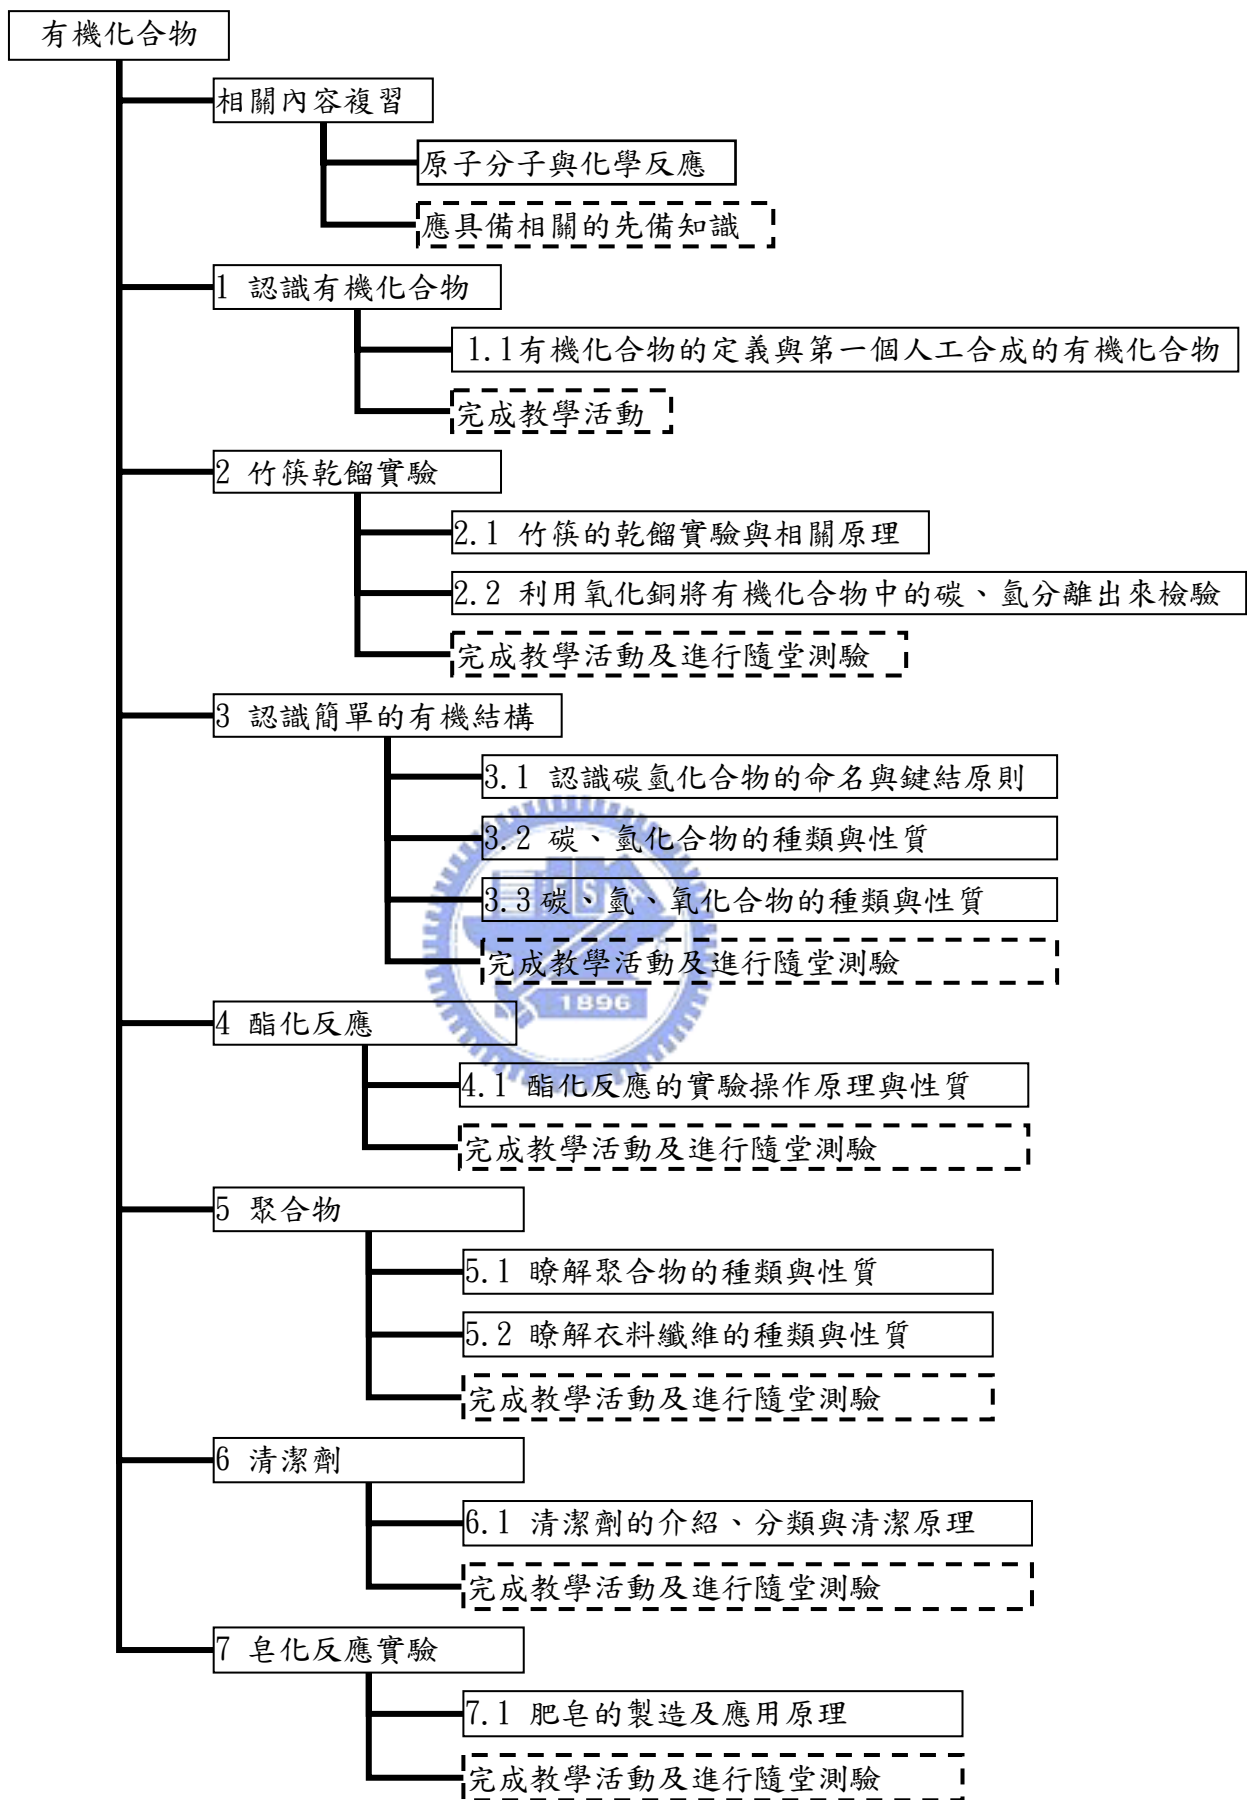 有機化合物
相關內容複習
原子分子與化學反應
應具備相關的先備知識
1 認識有機化合物
1.1有機化合物的定義與第一個人工合成的有機化合物
完成教學活動
2 竹筷乾餾實驗
2.1 竹筷的乾餾實驗與相關原理
2.2 利用氧化銅將有機化合物中的碳、氫分離出來檢驗
完成教學活動及進行隨堂測驗
3 認識簡單的有機結構
3.1 認識碳氫化合物的命名與鍵結原則
3.2 碳、氫化合物的種類與性質
3.3 碳、氫、氧化合物的種類與性質
完成教學活動及進行隨堂測驗
1896
4 酯化反應
4.1 酯化反應的實驗操作原理與性質
完成教學活動及進行隨堂測驗
5 聚合物
5.1 瞭解聚合物的種類與性質
5.2 瞭解衣料纖維的種類與性質
完成教學活動及進行隨堂測驗
6 清潔劑
6.1 清潔劑的介紹、分類與清潔原理
完成教學活動及進行隨堂測驗
7 皂化反應實驗
7.1 肥皂的製造及應用原理
完成教學活動及進行隨堂測驗